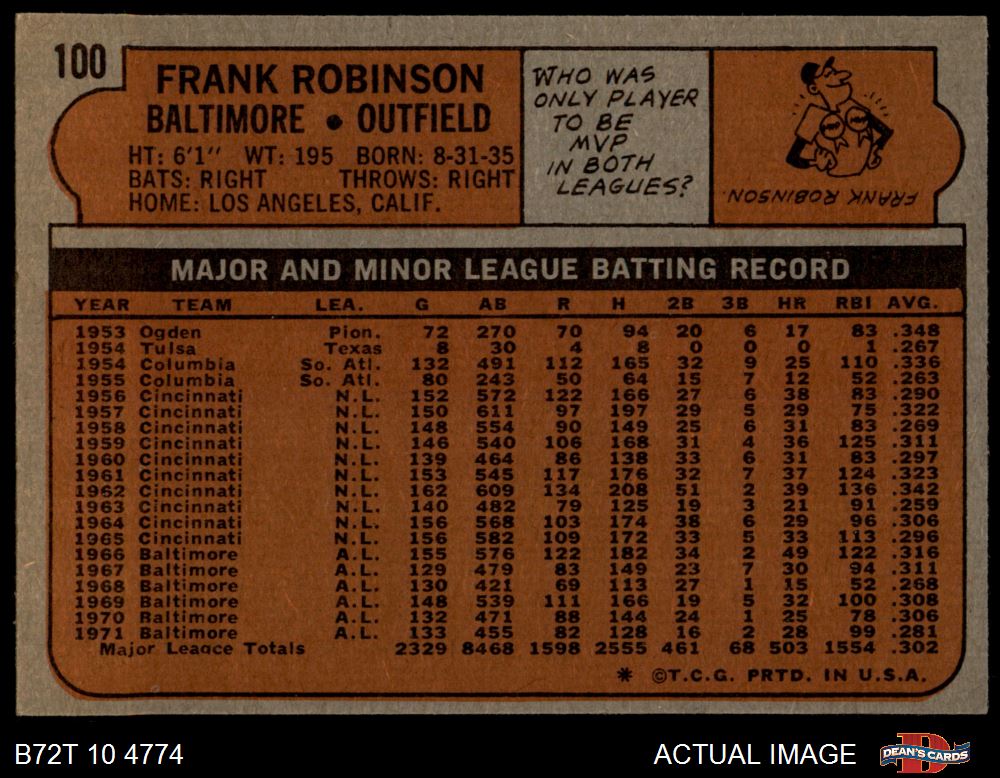 100
FRANK ROBINSON
BALTIMORE • OUTFIELD
HT: 6'1" WT: 195 BORN: 8-31-35
BATS: RIGHT THROWS: RIGHT
HOME: LOS ANGELES, CALIF.
WHO WAS
ONLY PLAYER
TO BE
MVP
IN BOTH
LEAGUES?
FRANK ROBINSON.
MAJOR AND MINOR LEAGUE BATTING RECORD
YEAR TEAM LEA. G AB R H 2B 3B HR RBI AVG.
1953 Ogden Pion. 72 270 70 94 20 6 17 83 .348
1954 Tulsa Texas 8 30 4 8 0 0 0 1 .267
1954 Columbia So. Atl. 132 491 112 165 32 9 25 110 .336
1955 Columbia So. Atl. 80 243 50 64 15 7 12 52 .263
1956 Cincinnati N.L. 152 572 122 166 27 6 38 83 .290
1957 Cincinnati N.L. 150 611 97 197 29 5 29 75 .322
1958 Cincinnati N.L. 148 554 90 149 25 6 31 83 .269
1959 Cincinnati N.L. 146 540 106 168 31 4 36 125 .311
1960 Cincinnati N.L. 139 464 86 138 33 6 31 83 .297
1961 Cincinnati N.L. 153 545 117 176 32 7 37 124 .323
1962 Cincinnati N.L. 162 609 134 208 51 2 39 136 .342
1963 Cincinnati N.L. 140 482 79 125 19 3 21 91 .259
1964 Cincinnati N.L. 156 568 103 174 38 6 29 96 .306
1965 Cincinnati N.L. 156 582 109 172 33 5 33 113 .296
1966 Baltimore A.L. 155 576 122 182 34 2 49 122 .316
1967 Baltimore A.L. 129 479 83 149 23 7 30 94 .311
1968 Baltimore A.L. 130 421 69 113 27 1 15 52 .268
1969 Baltimore A.L. 148 539 111 166 19 5 32 100 .308
1970 Baltimore A.L. 132 471 88 144 24 1 25 78 .306
1971 Baltimore A.L. 133 455 82 128 16 2 28 99 .281
Major Leagce Totals 2329 8468 1598 2555 461 68 503 1554 .302
* ©T.C.G. PRTD. IN U.S.A.
B72T 10 4774
ACTUAL IMAGE
DEAN'S CARDS